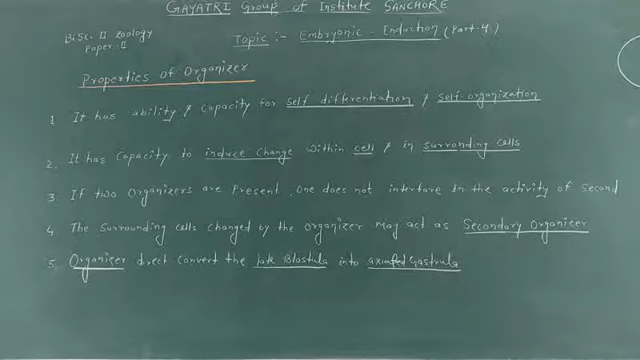 GAYATRI Group of Institute SANCHORE
B.Sc. II Zoology
Paper II
Topic :- Embryonic Induction (Part-4)
Properties of Organizer
1. It has ability & Capacity for self differentiation & self-organization
2. It has Capacity to induce change within cell & in surronding cells
3 If two Organizers are Present, one does not interfare in the activity of second
4 The surrounding cells changed by the organizer may act as Secondary Organizer
5. Organizer direct convert the late Blastula into axiated Gastrula